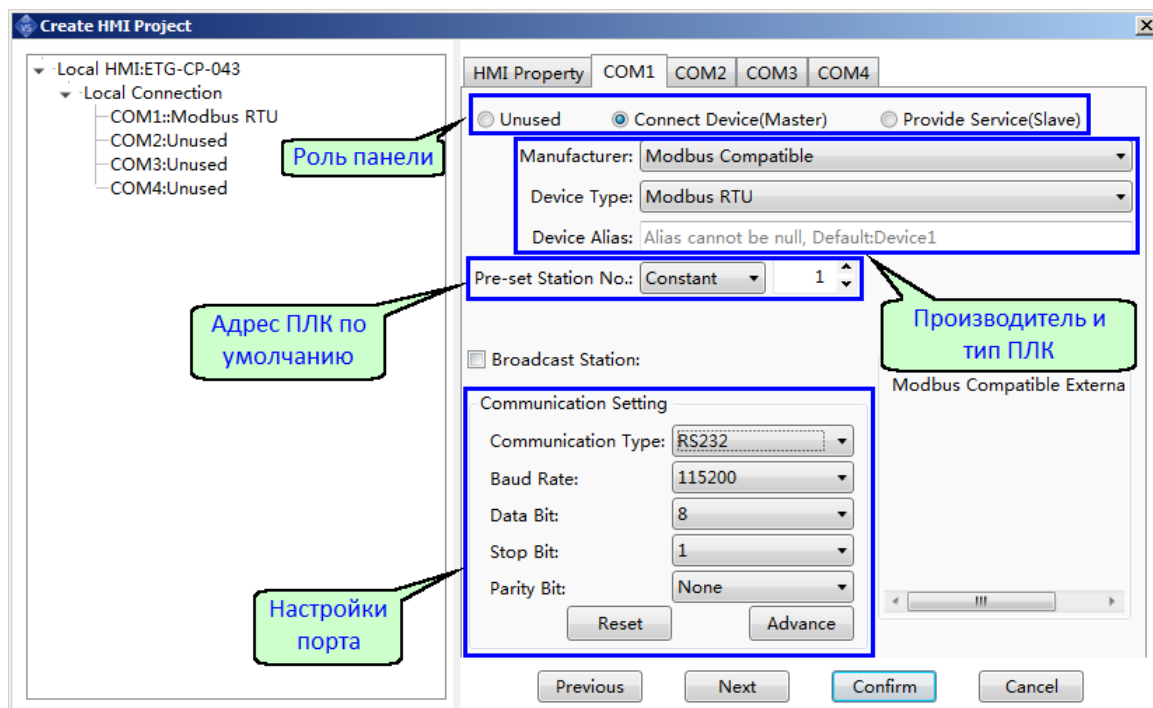 Create HMI Project
Local HMI:ETG-CP-043
Local Connection
COM1::Modbus RTU
COM2:Unused
COM3:Unused
COM4:Unused
HMI Property COM1 COM2 COM3 COM4
Unused Connect Device(Master) Provide Service(Slave)
Роль панели
Manufacturer: Modbus Compatible
Device Type: Modbus RTU
Device Alias: Alias cannot be null, Default:Device1
Pre-set Station No.: Constant 1
Адрес ПЛК по
умолчанию
Производитель и
тип ПЛК
Broadcast Station:
Modbus Compatible Externa
Communication Setting
Communication Type: RS232
Baud Rate: 115200
Data Bit: 8
Stop Bit: 1
Parity Bit: None
Настройки
порта
Reset Advance
Previous Next Confirm Cancel